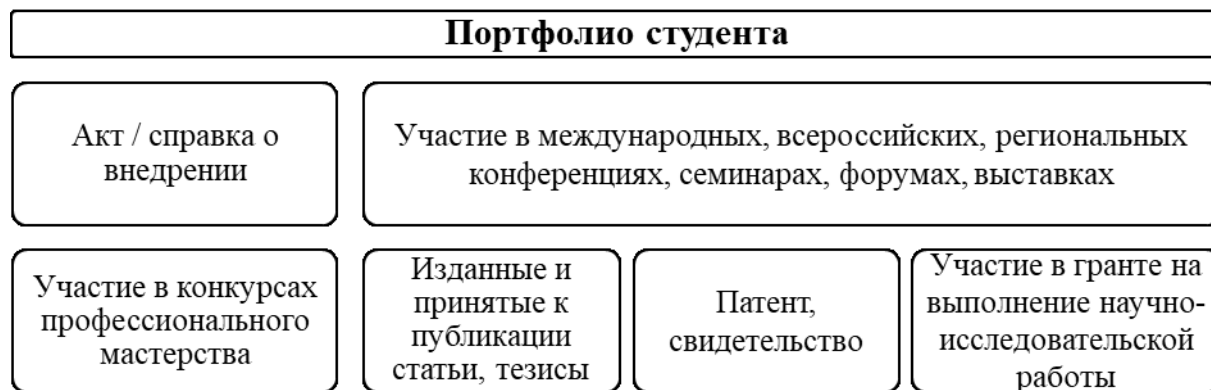 Портфолио студента
Акт / справка о
внедрении
Участие в международных, всероссийских, региональных
конференциях, семинарах, форумах, выставках
Участие в конкурсах
профессионального
мастерства
Изданные и
принятые к
публикации
статьи, тезисы
Патент,
свидетельство
Участие в гранте на
выполнение научно-
исследовательской
работы